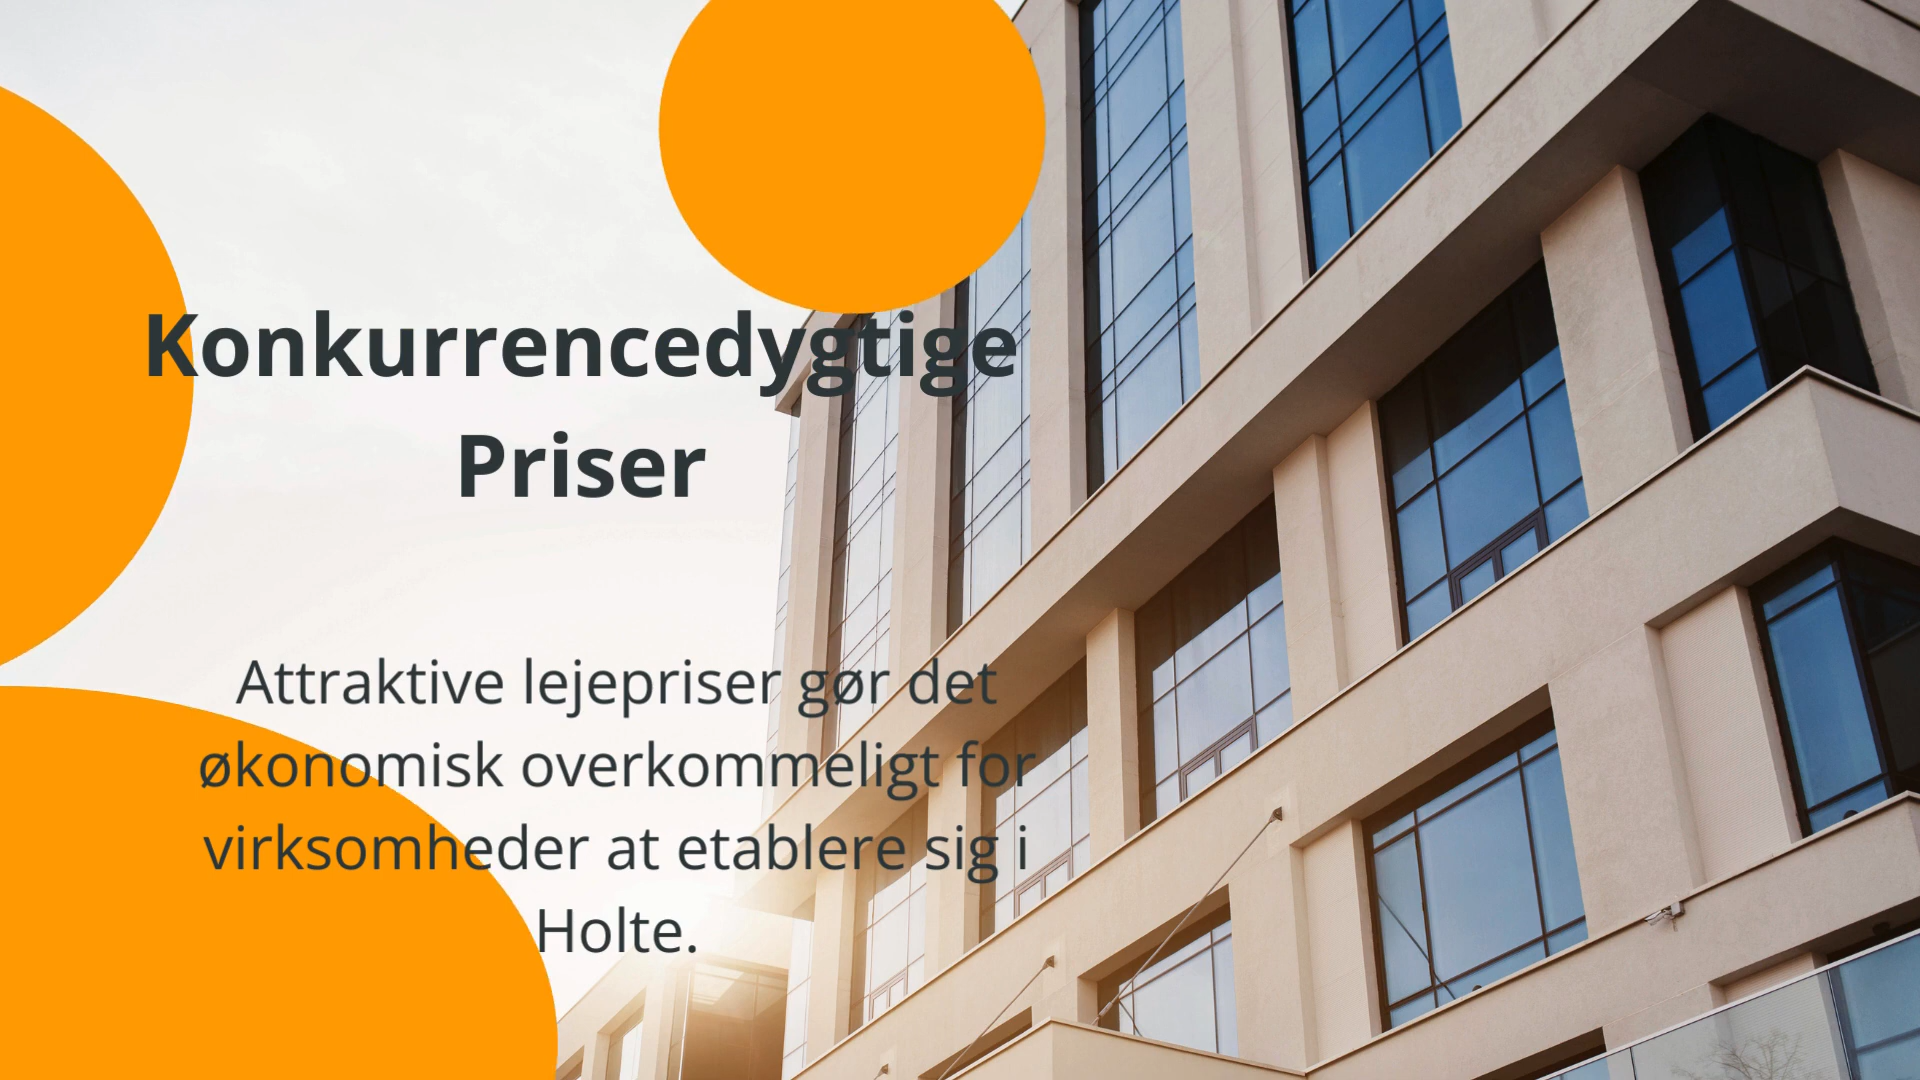 Konkurrencedygtige
Priser
Attraktive lejepriser gør det
økonomisk overkommeligt for
virksomheder at etablere sig i
Holte.